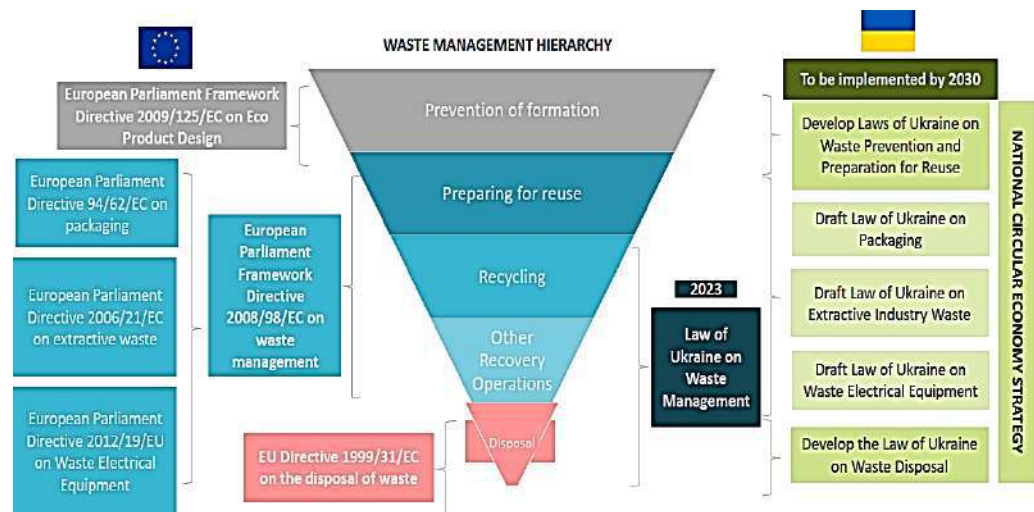 WASTE MANAGEMENT HIERARCHY
European Parliament Framework
Directive 2009/125/EC on Eco
Product Design
European Parliament
Directive 94/62/EC on
packaging
European Parliament
Directive 2006/21/EC
on extractive waste
European Parliament
Directive 2012/19/EU
on Waste Electrical
Equipment
European
Parliament
Framework
Directive
2008/98/EC on
waste
management
EU Directive 1999/31/EC
on the disposal of waste
Prevention of formation
Preparing for reuse
Recycling
Other
Recovery
Operations
Disposal
2023
Law of
Ukraine on
Waste
Management
To be implemented by 2030
Develop Laws of Ukraine on
Waste Prevention and
Preparation for Reuse
Draft Law of Ukraine on
Packaging
Draft Law of Ukraine on
Extractive Industry Waste
Draft Law of Ukraine on
Waste Electrical Equipment
Develop the Law of Ukraine
on Waste Disposal
NATIONAL CIRCULAR ECONOMY STRATEGY